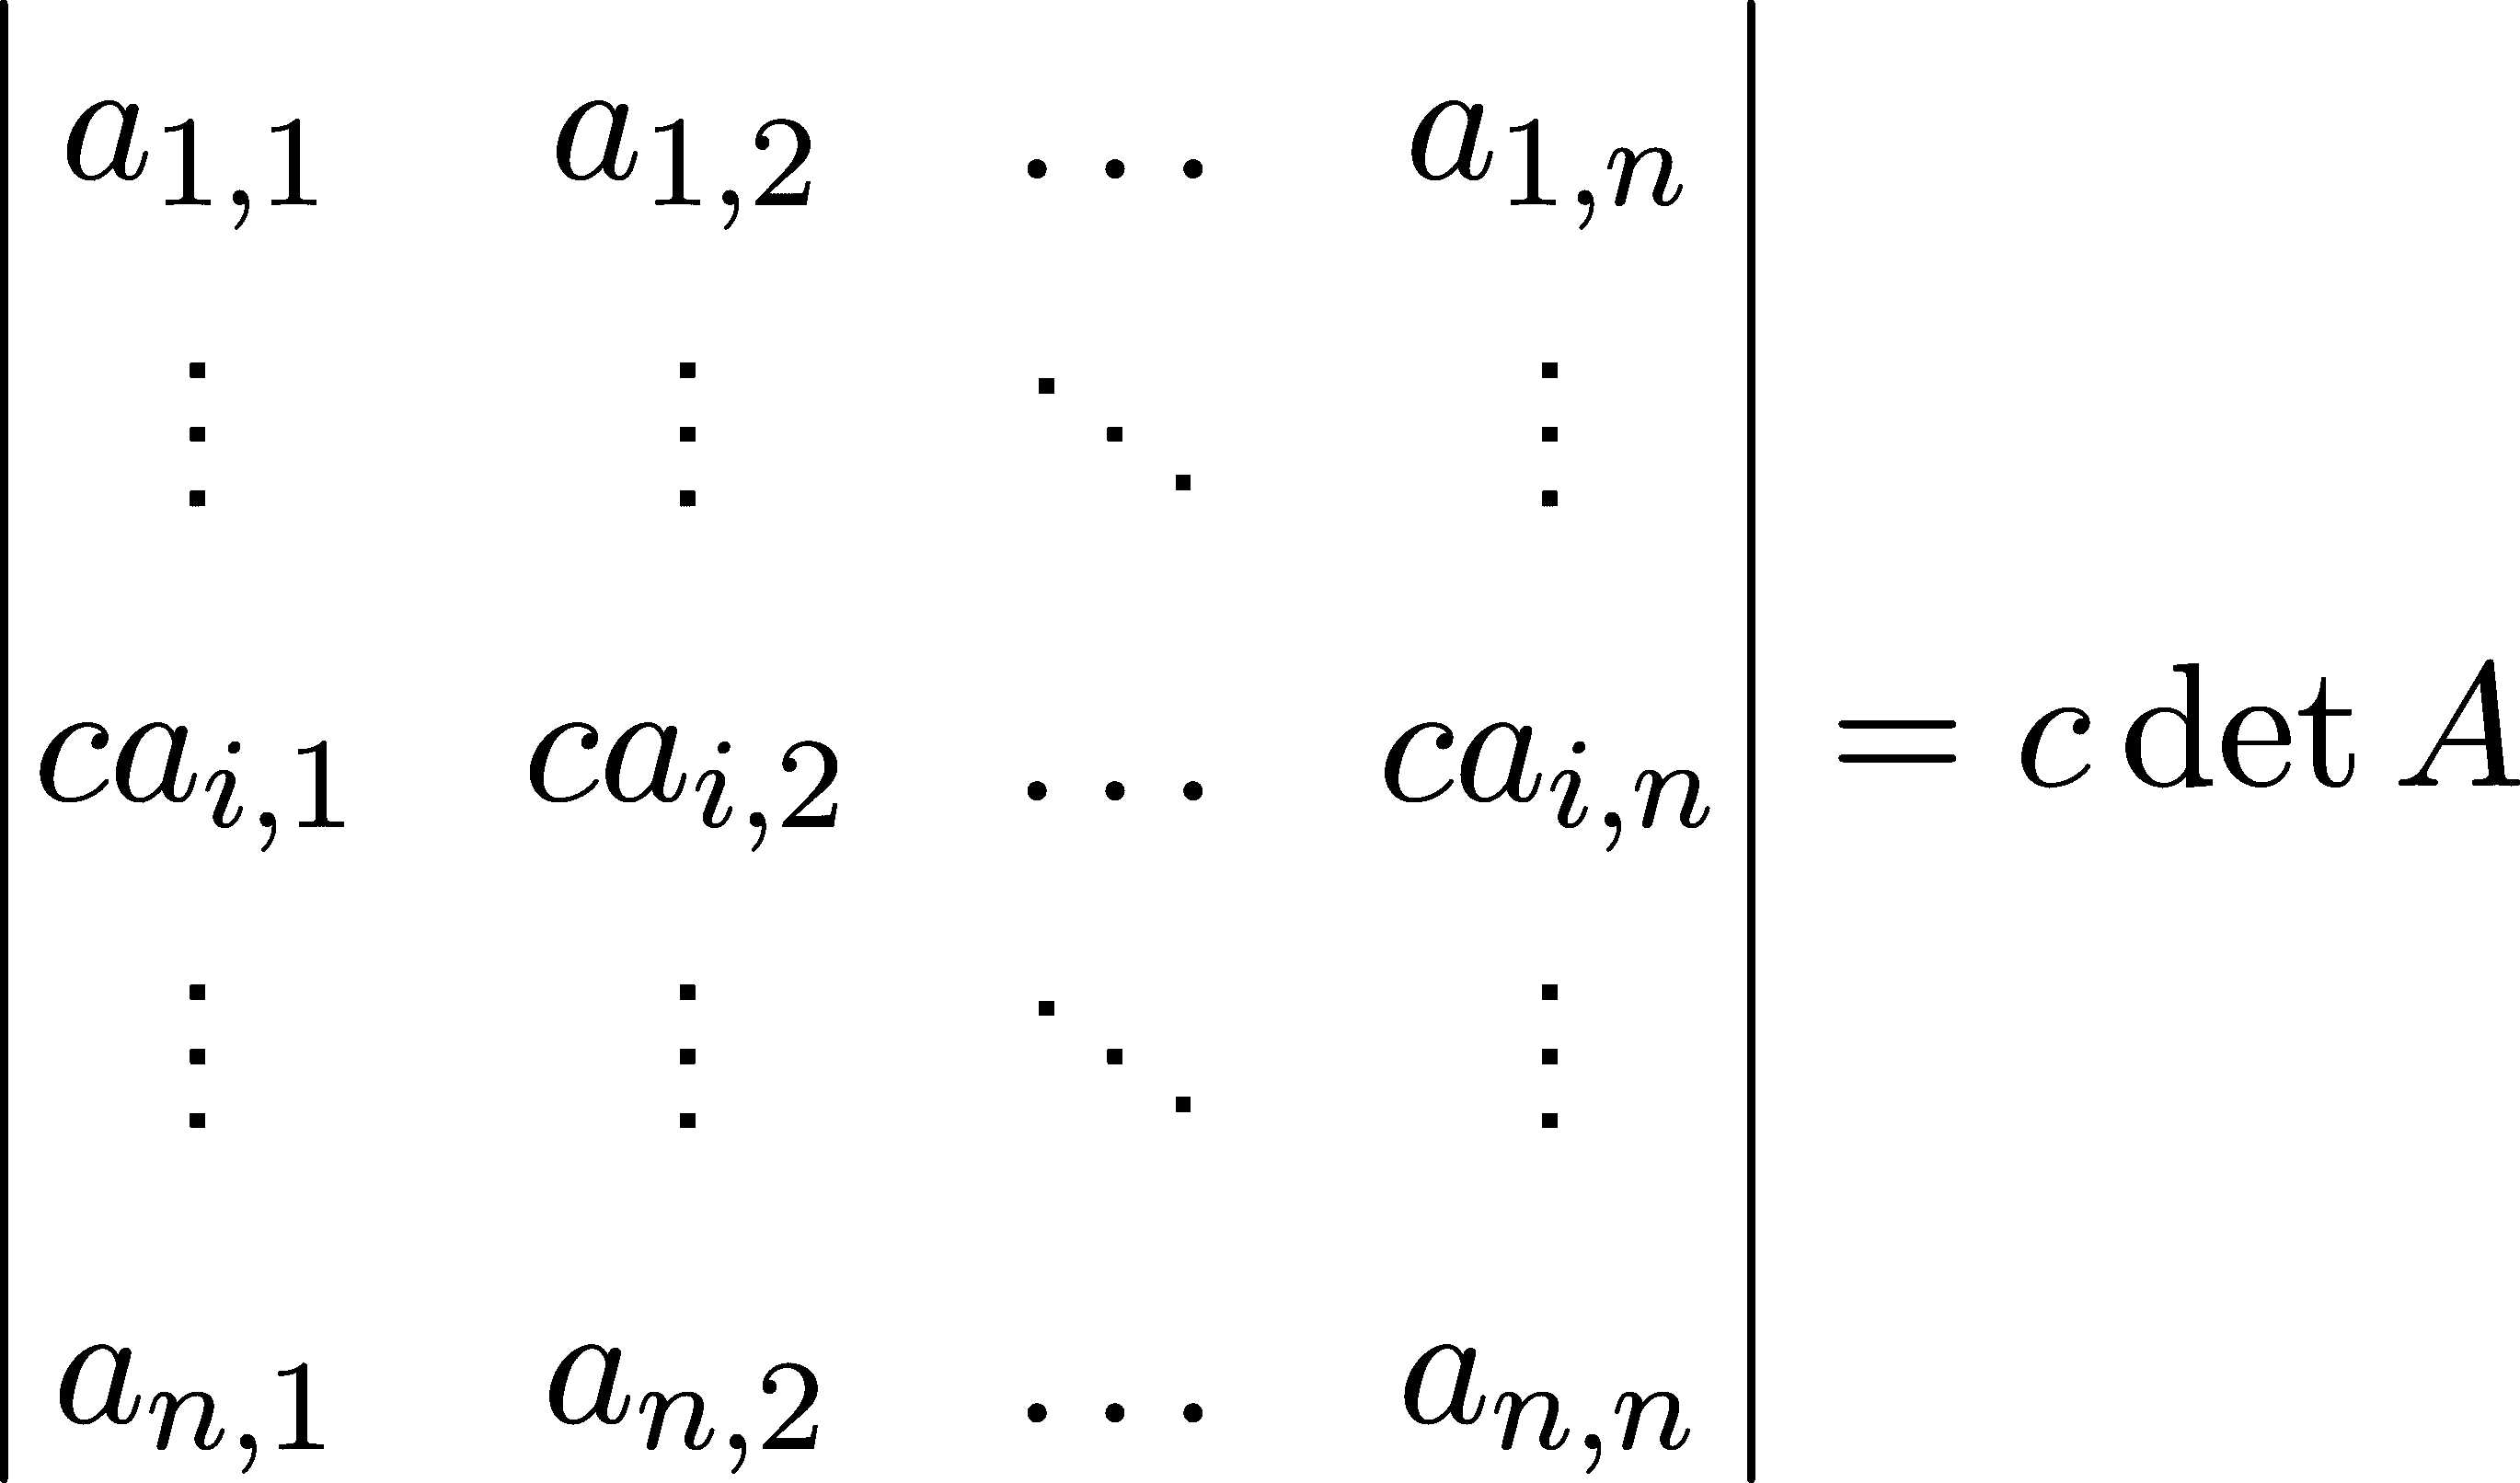 | a_{1,1} a_{1,2} ⋯ a_{1,n} |
| ⋮ ⋮ ⋱ ⋮ |
| ca_{i,1} ca_{i,2} ⋯ ca_{i,n} | = c det A
| ⋮ ⋮ ⋱ ⋮ |
| a_{n,1} a_{n,2} ⋯ a_{n,n} |